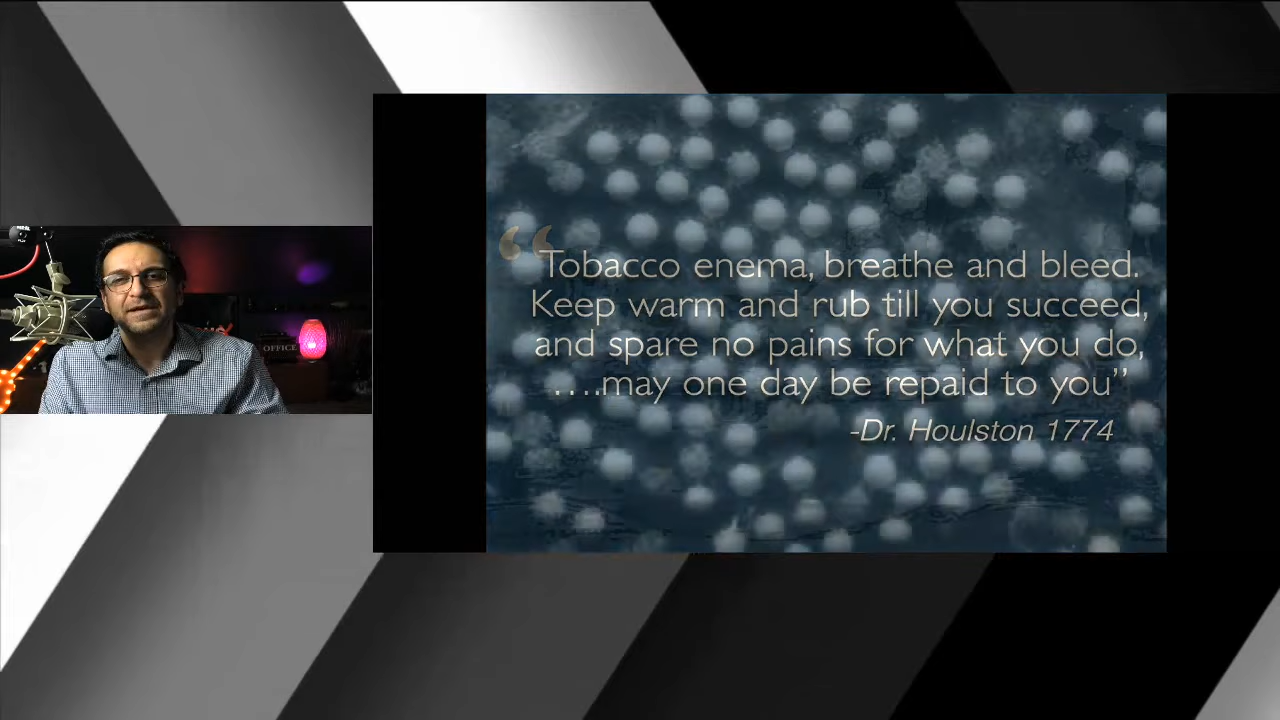 OFFICE
“Tobacco enema, breathe and bleed.
Keep warm and rub till you succeed,
and spare no pains for what you do,
....may one day be repaid to you”
-Dr. Houlston 1774